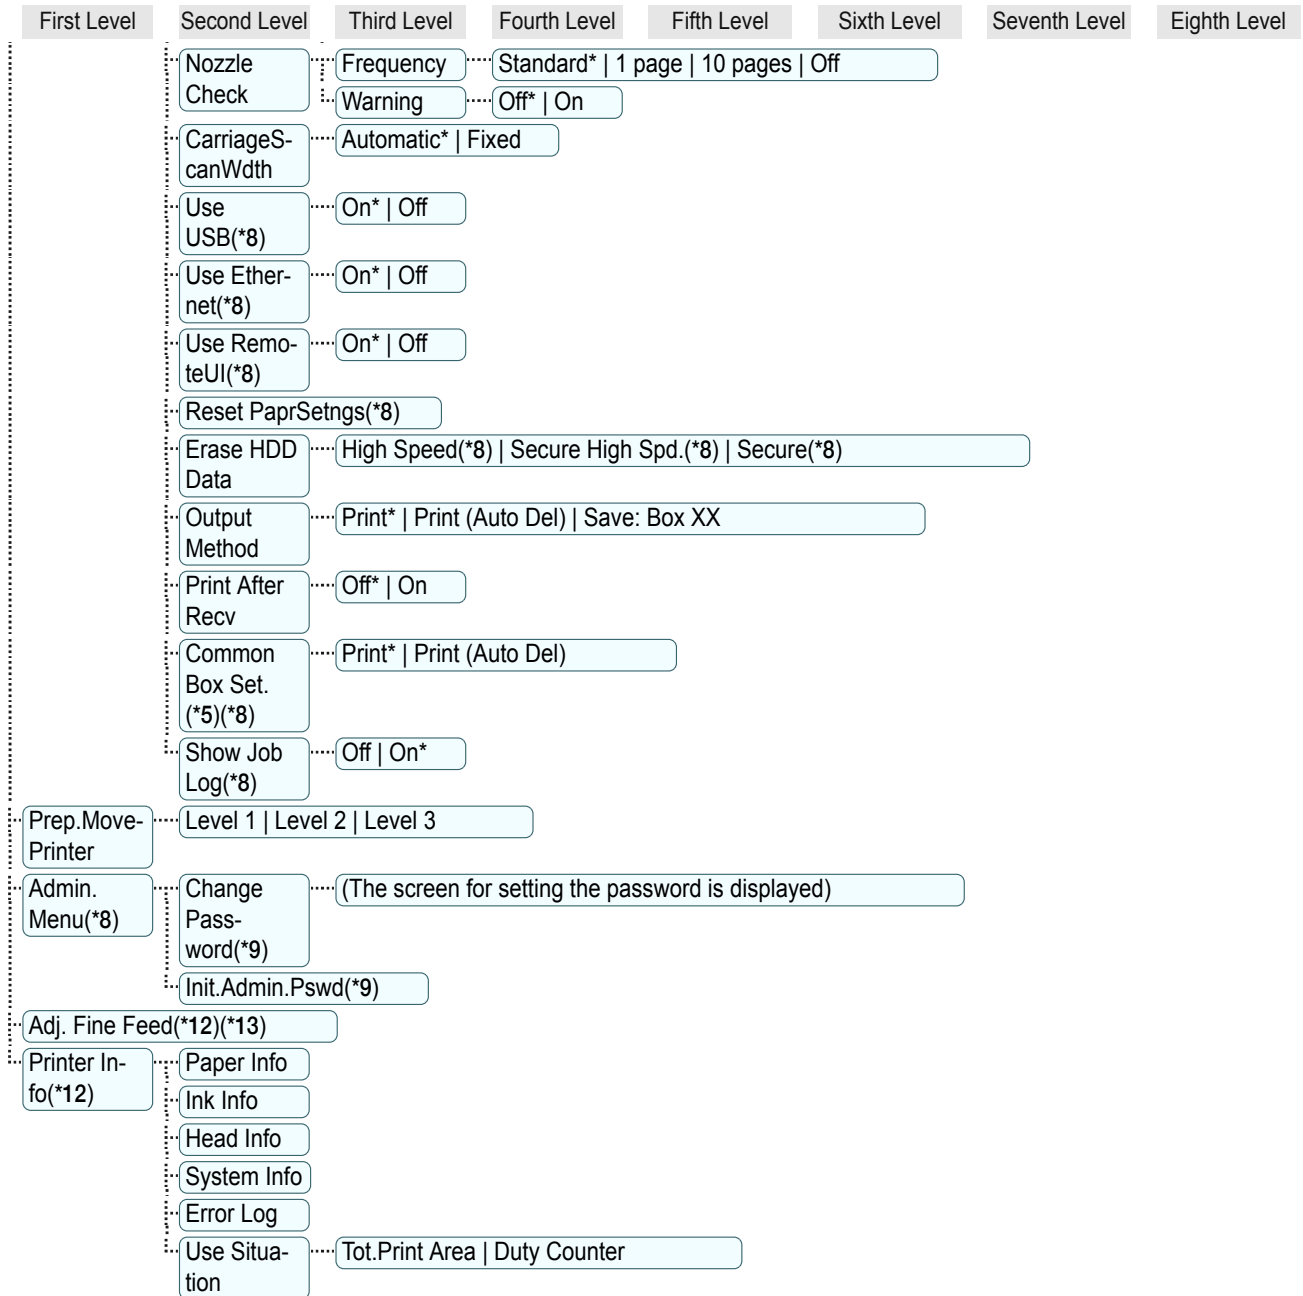 First Level Second Level Third Level Fourth Level Fifth Level Sixth Level Seventh Level Eighth Level
Nozzle Check
Frequency
Standard* | 1 page | 10 pages | Off
Warning
Off* | On
CarriageS-
canWdth
Automatic* | Fixed
Use
USB(*8)
On* | Off
Use Ether-
net(*8)
On* | Off
Use Remo-
teUI(*8)
On* | Off
Reset PaprSetngs(*8)
Erase HDD
Data
High Speed(*8) | Secure High Spd.(*8) | Secure(*8)
Output
Method
Print* | Print (Auto Del) | Save: Box XX
Print After
Recv
Off* | On
Common
Box Set.
(*5)(*8)
Print* | Print (Auto Del)
Show Job
Log(*8)
Off | On*
Prep.Move-
Printer
Level 1 | Level 2 | Level 3
Admin.
Menu(*8)
Change
Pass-
word(*9)
(The screen for setting the password is displayed)
Init.Admin.Pswd(*9)
Adj. Fine Feed(*12)(*13)
Printer In-
fo(*12)
Paper Info
Ink Info
Head Info
System Info
Error Log
Use Situa-
tion
Tot.Print Area | Duty Counter